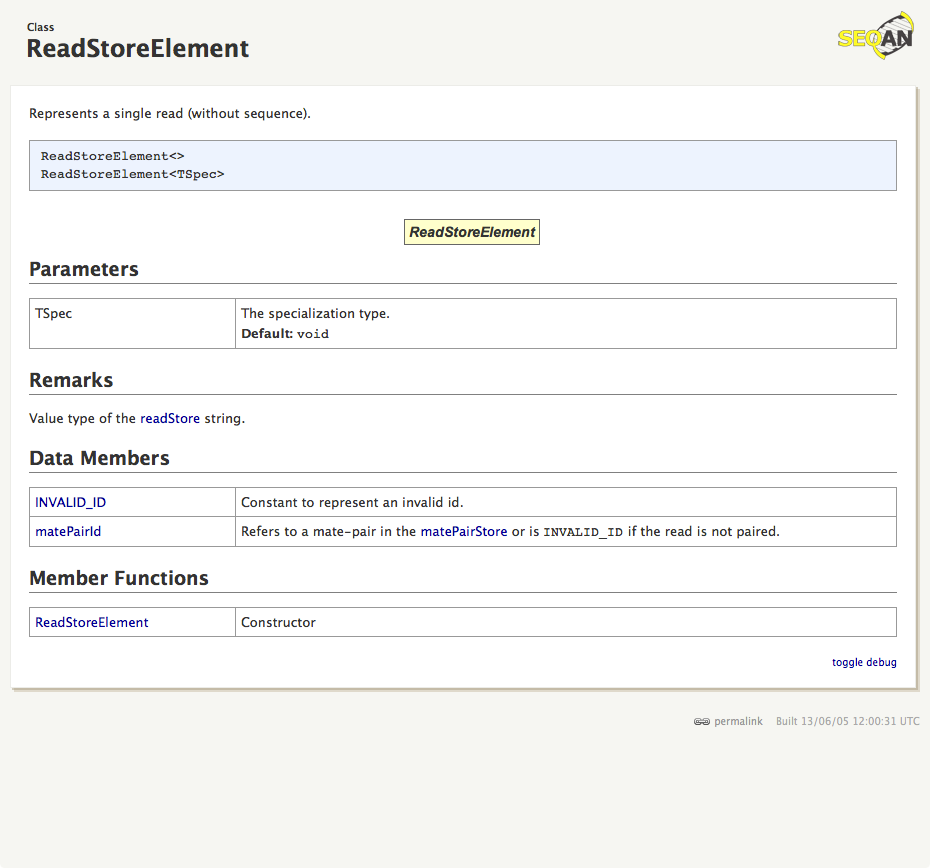 Class
ReadStoreElement
SEQAN
Represents a single read (without sequence).
ReadStoreElement<>
ReadStoreElement<TSpec>
ReadStoreElement
Parameters
TSpec The specialization type.
Default: void
Remarks
Value type of the readStore string.
Data Members
INVALID_ID Constant to represent an invalid id.
matePairId Refers to a mate-pair in the matePairStore or is INVALID_ID if the read is not paired.
Member Functions
ReadStoreElement Constructor
toggle debug
permalink Built 13/06/05 12:00:31 UTC